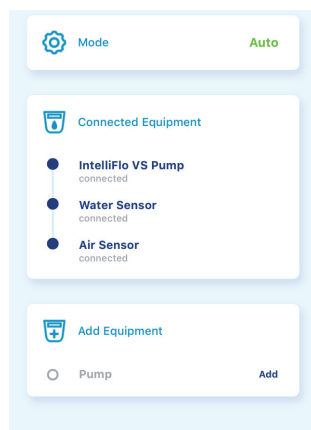 Mode
Auto
Connected Equipment
IntelliFlo VS Pump
connected
Water Sensor
connected
Air Sensor
connected
Add Equipment
Pump
Add